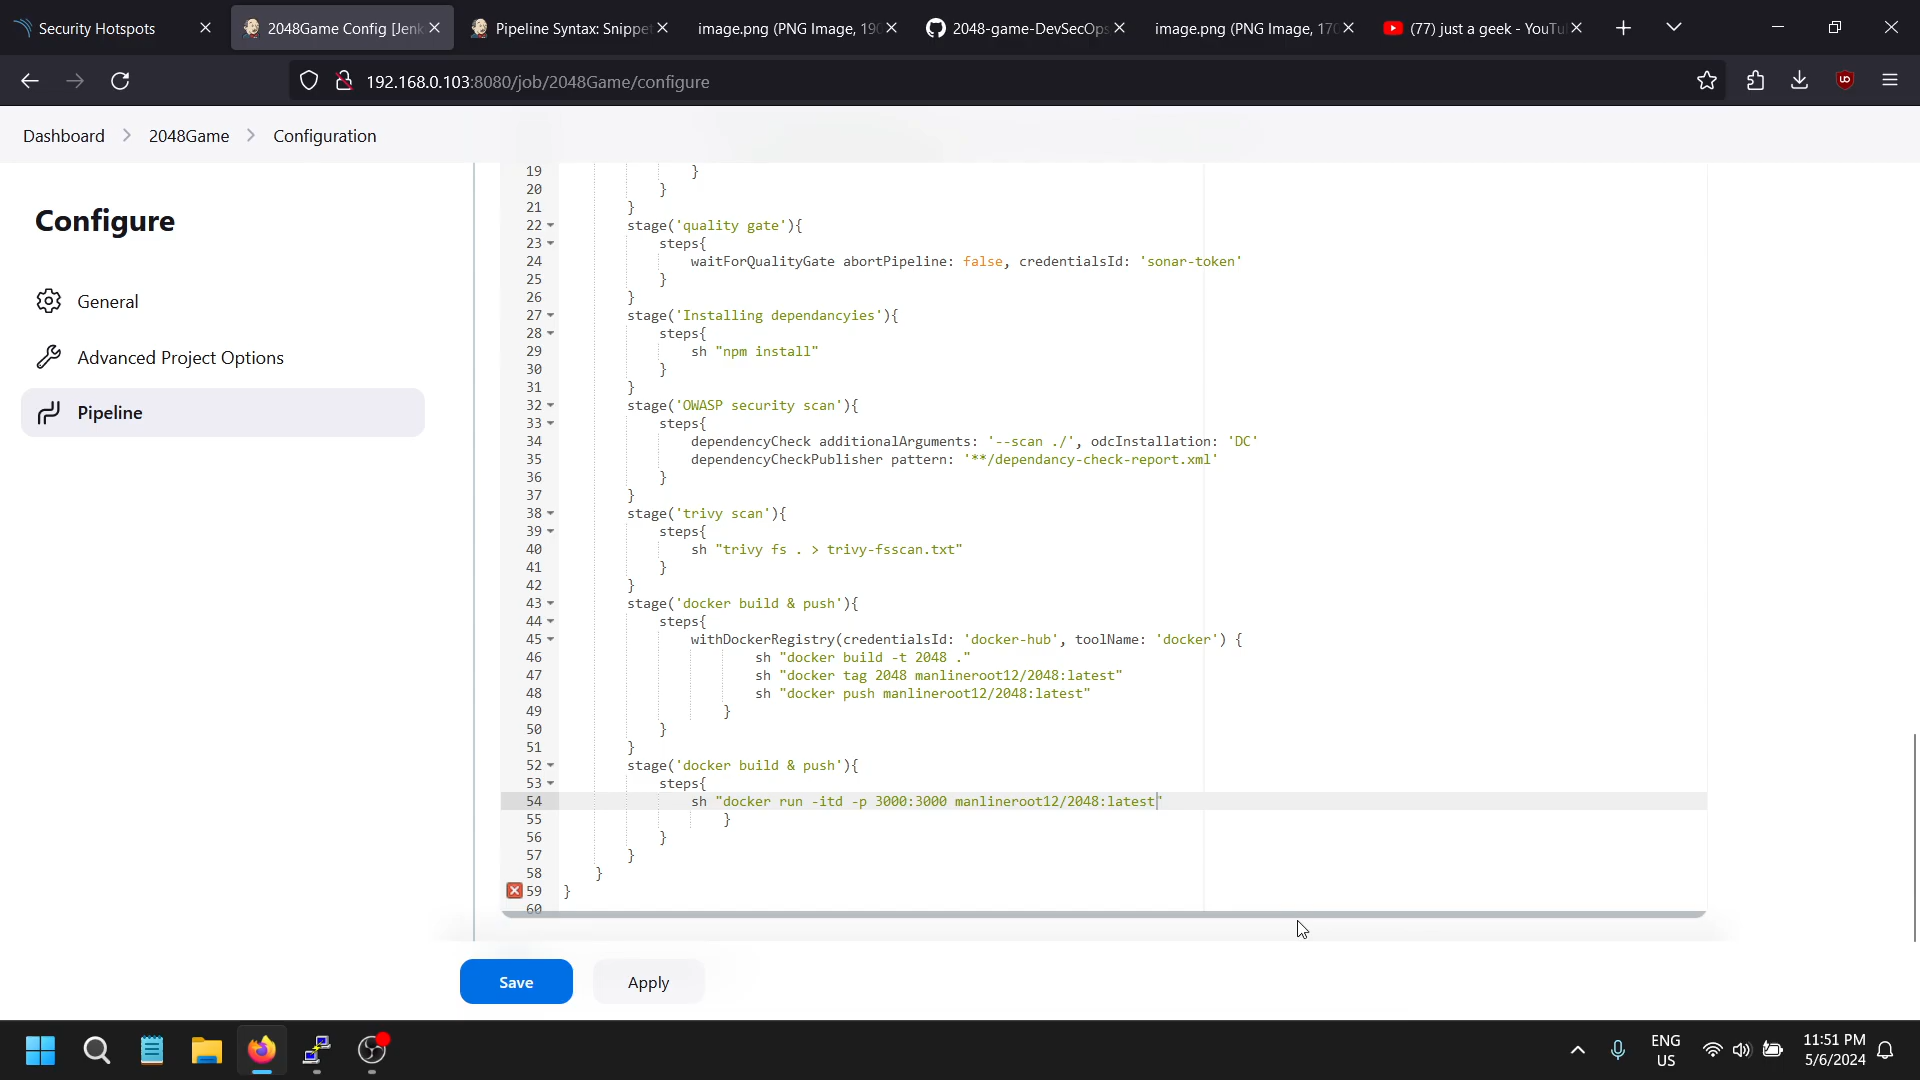 Security Hotspots
2048Game Config [Jenk
Pipeline Syntax: Snippe
image.png (PNG Image, 190
2048-game-DevSecOps
image.png (PNG Image, 170
(77) just a geek - YouTu
192.168.0.103:8080/job/2048Game/configure
Dashboard > 2048Game > Configuration
Configure
General
Advanced Project Options
Pipeline
19 }
20 }
21 }
22 stage('quality gate'){
23 steps{
24 waitForQualityGate abortPipeline: false, credentialsId: 'sonar-token'
25 }
26 }
27 stage('Installing dependancyies'){
28 steps{
29 sh "npm install"
30 }
31 }
32 stage('OWASP security scan'){
33 steps{
34 dependencyCheck additionalArguments: '--scan ./', odcInstallation: 'DC'
35 dependencyCheckPublisher pattern: '**/dependancy-check-report.xml'
36 }
37 }
38 stage('trivy scan'){
39 steps{
40 sh "trivy fs . > trivy-fsscan.txt"
41 }
42 }
43 stage('docker build & push'){
44 steps{
45 withDockerRegistry(credentialsId: 'docker-hub', toolName: 'docker') {
46 sh "docker build -t 2048 ."
47 sh "docker tag 2048 manlineroot12/2048:latest"
48 sh "docker push manlineroot12/2048:latest"
49 }
50 }
51 }
52 stage('docker build & push'){
53 steps{
54 sh "docker run -itd -p 3000:3000 manlineroot12/2048:latest"
55 }
56 }
57 }
58 }
59 }
60
Save
Apply
ENG
US
11:51 PM
5/6/2024